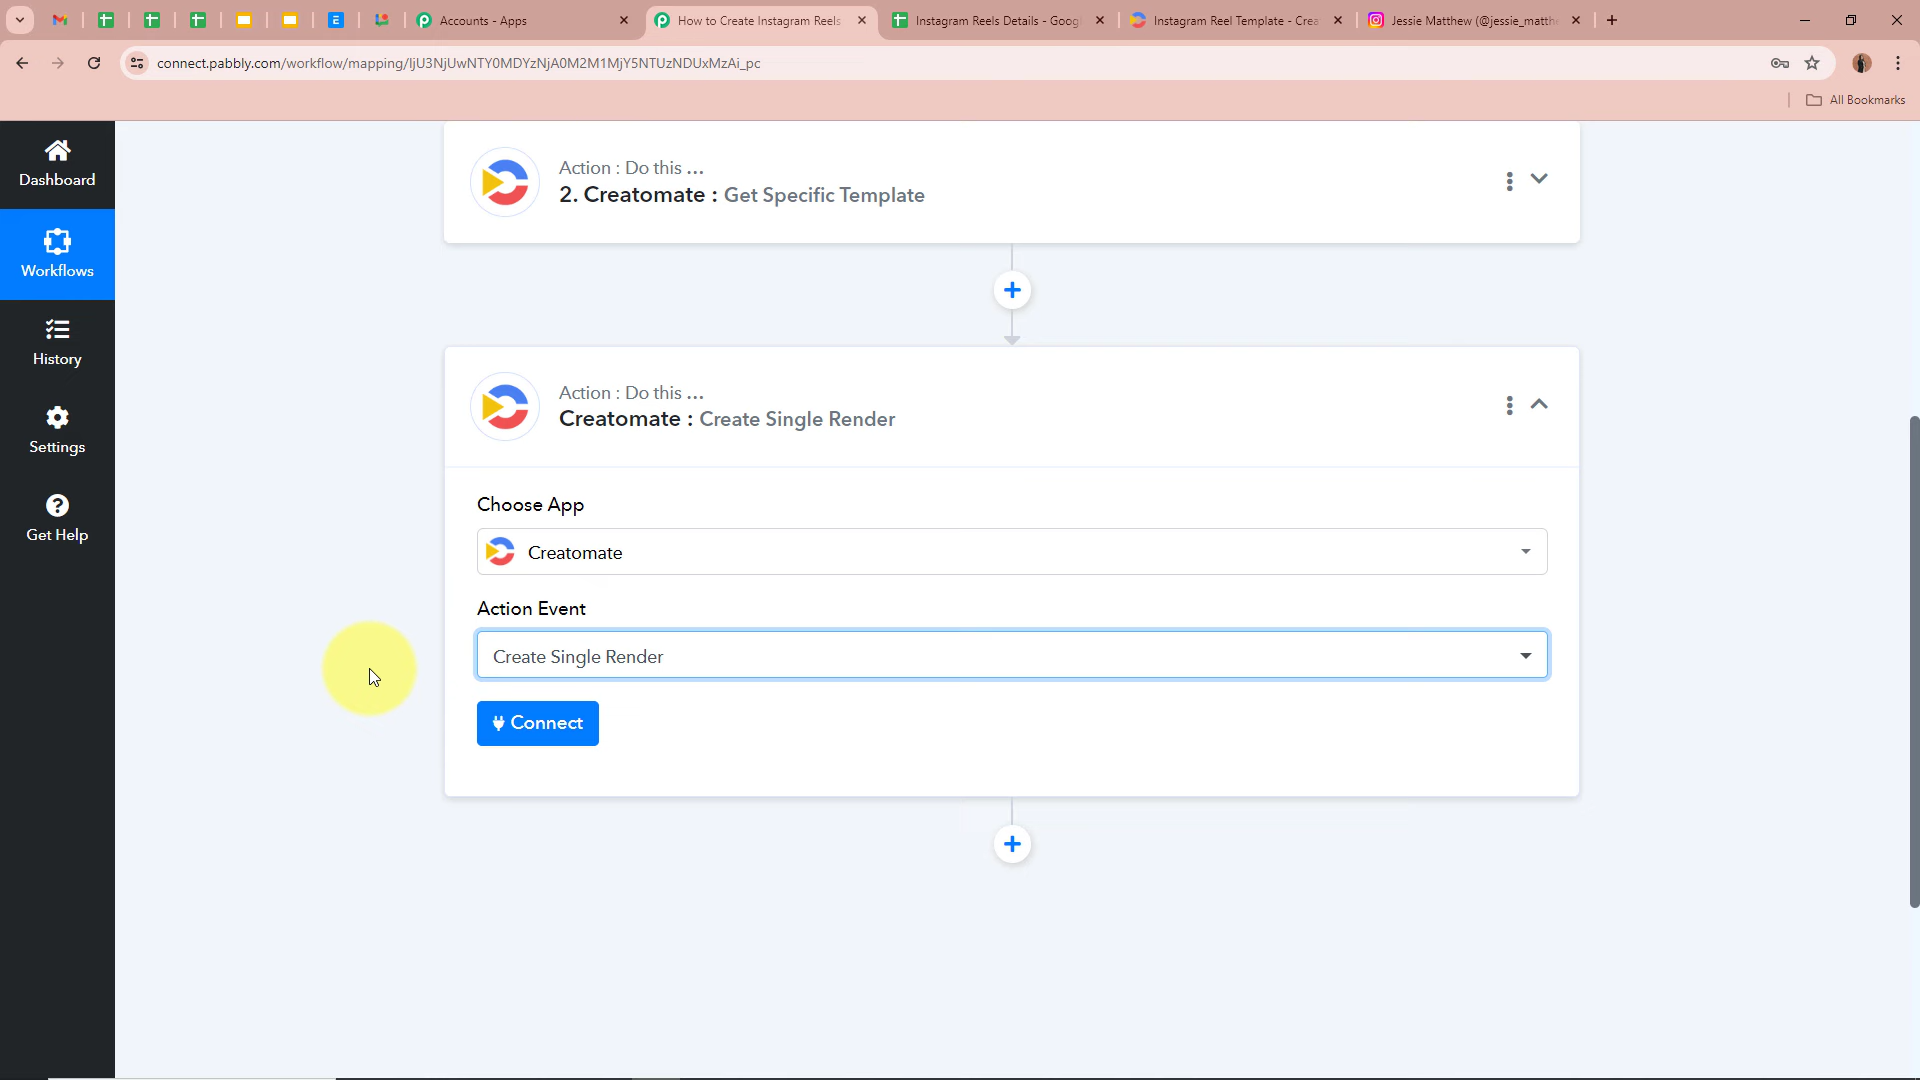 Accounts - Apps
How to Create Instagram Reels
Instagram Reels Details - Goog
Instagram Reel Template - Crea
Jessie Matthew (@jessie_matthe
connect.pabbly.com/workflow/mapping/IjU3NjUwNTY0MDYzNjA0M2M1MjY5NTUzNDUxMzAi_pc
All Bookmarks
Dashboard
Workflows
History
Settings
Get Help
Action : Do this ...
2. Creatomate : Get Specific Template
Action : Do this ...
Creatomate : Create Single Render
Choose App
Creatomate
Action Event
Create Single Render
Connect